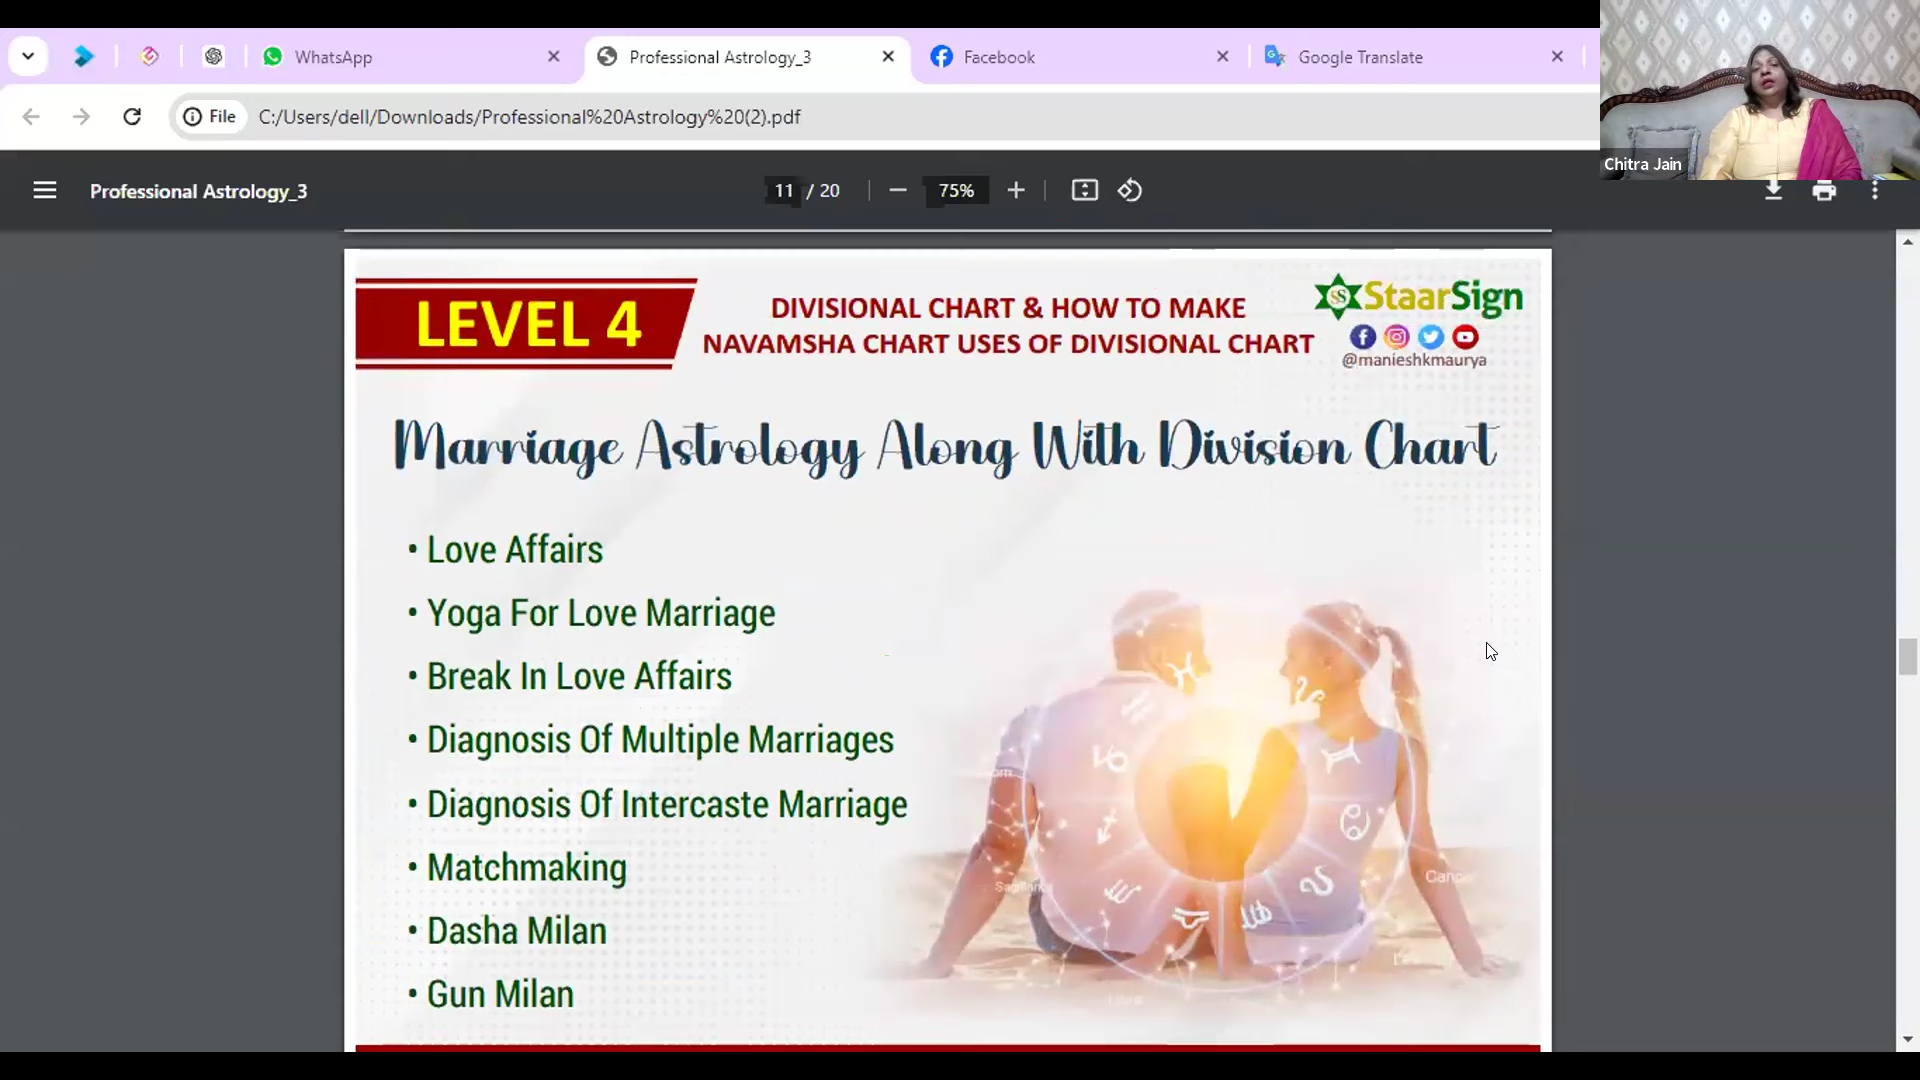 WhatsApp
Professional Astrology_3
Facebook
Google Translate
File
C:/Users/dell/Downloads/Professional%20Astrology%20(2).pdf
Chitra Jain
Professional Astrology_3
11 / 20
75%
LEVEL 4
DIVISIONAL CHART & HOW TO MAKE
NAVAMSHA CHART USES OF DIVISIONAL CHART
SS StaarSign
@manieshkmaurya
Marriage Astrology Along With Division Chart
• Love Affairs
• Yoga For Love Marriage
• Break In Love Affairs
• Diagnosis Of Multiple Marriages
• Diagnosis Of Intercaste Marriage
• Matchmaking
• Dasha Milan
• Gun Milan